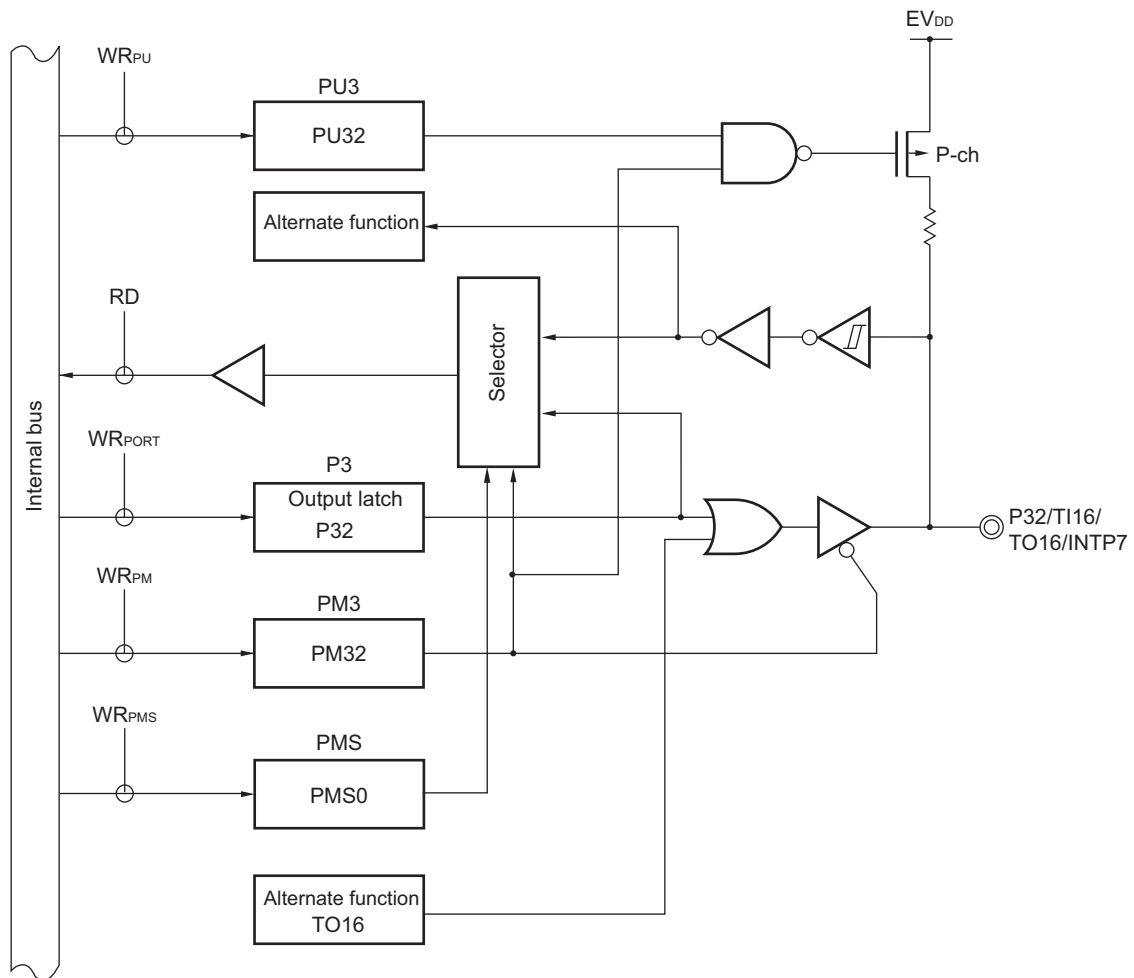 EVDD
WRPU
PU3
PU32
P-ch
Alternate function
RD
Selector
Internal bus
WRPORT
P3
Output latch
P32
P32/TI16/
TO16/INTP7
WRPM
PM3
PM32
WRPMS
PMS
PMS0
Alternate function
TO16